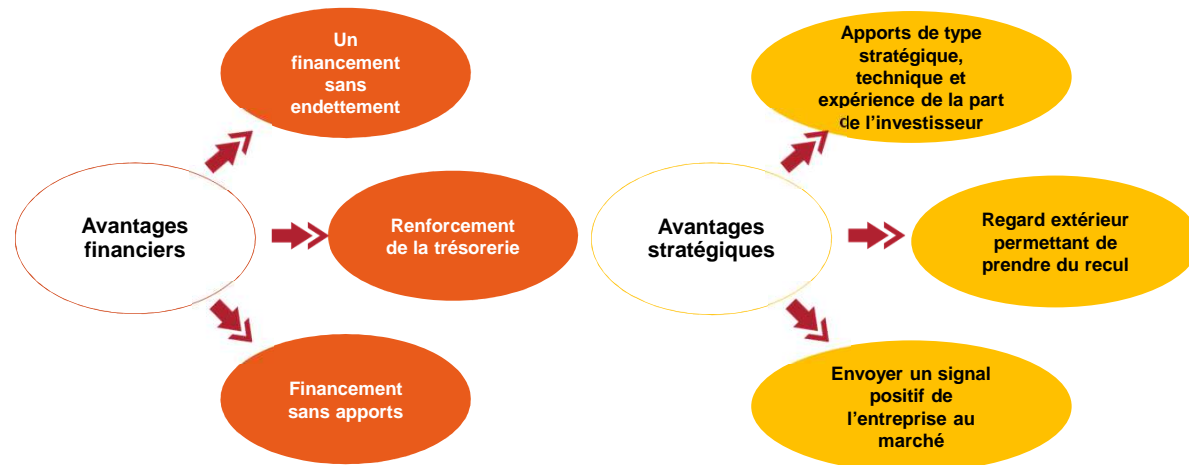 Un
financement
sans
endettement
Avantages
financiers
Renforcement
de la trésorerie
Financement
sans apports
Apports de type
stratégique,
technique et
expérience de la part
de l'investisseur
Avantages
stratégiques
Regard extérieur
permettant de
prendre du recul
Envoyer un signal
positif de
l'entreprise au
marché